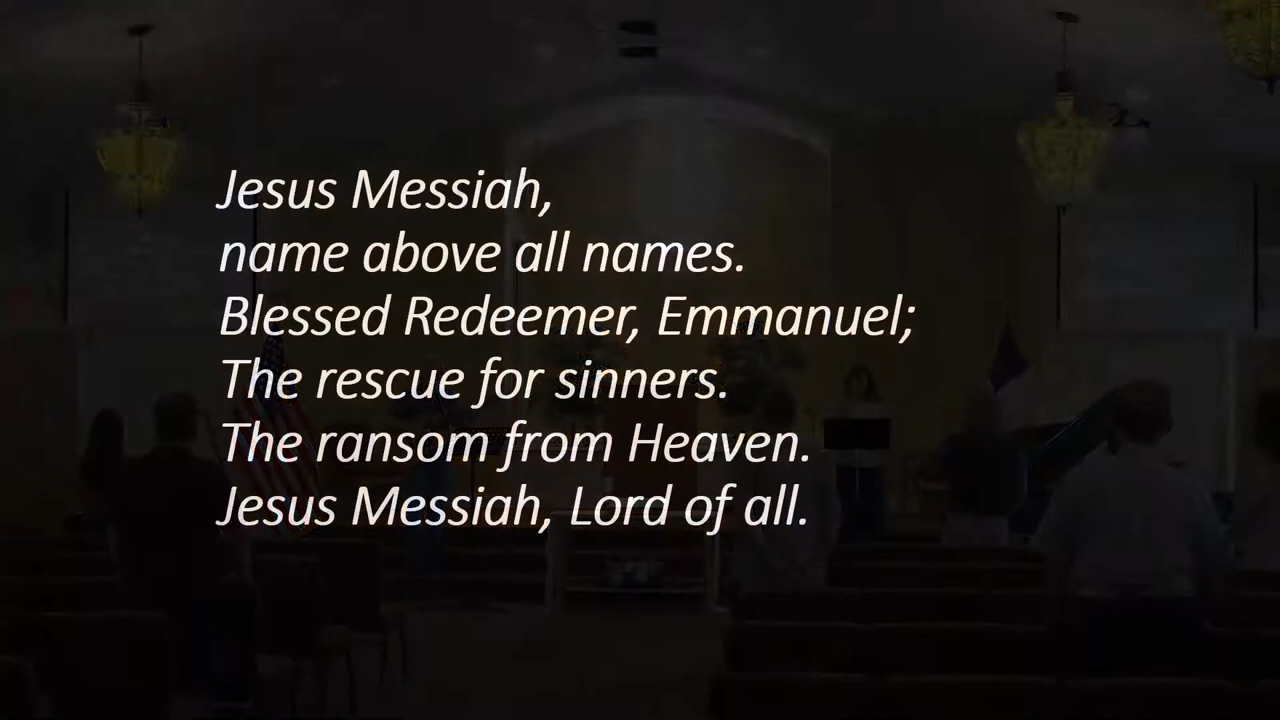 Jesus Messiah,
name above all names.
Blessed Redeemer, Emmanuel;
The rescue for sinners.
The ransom from Heaven.
Jesus Messiah, Lord of all.